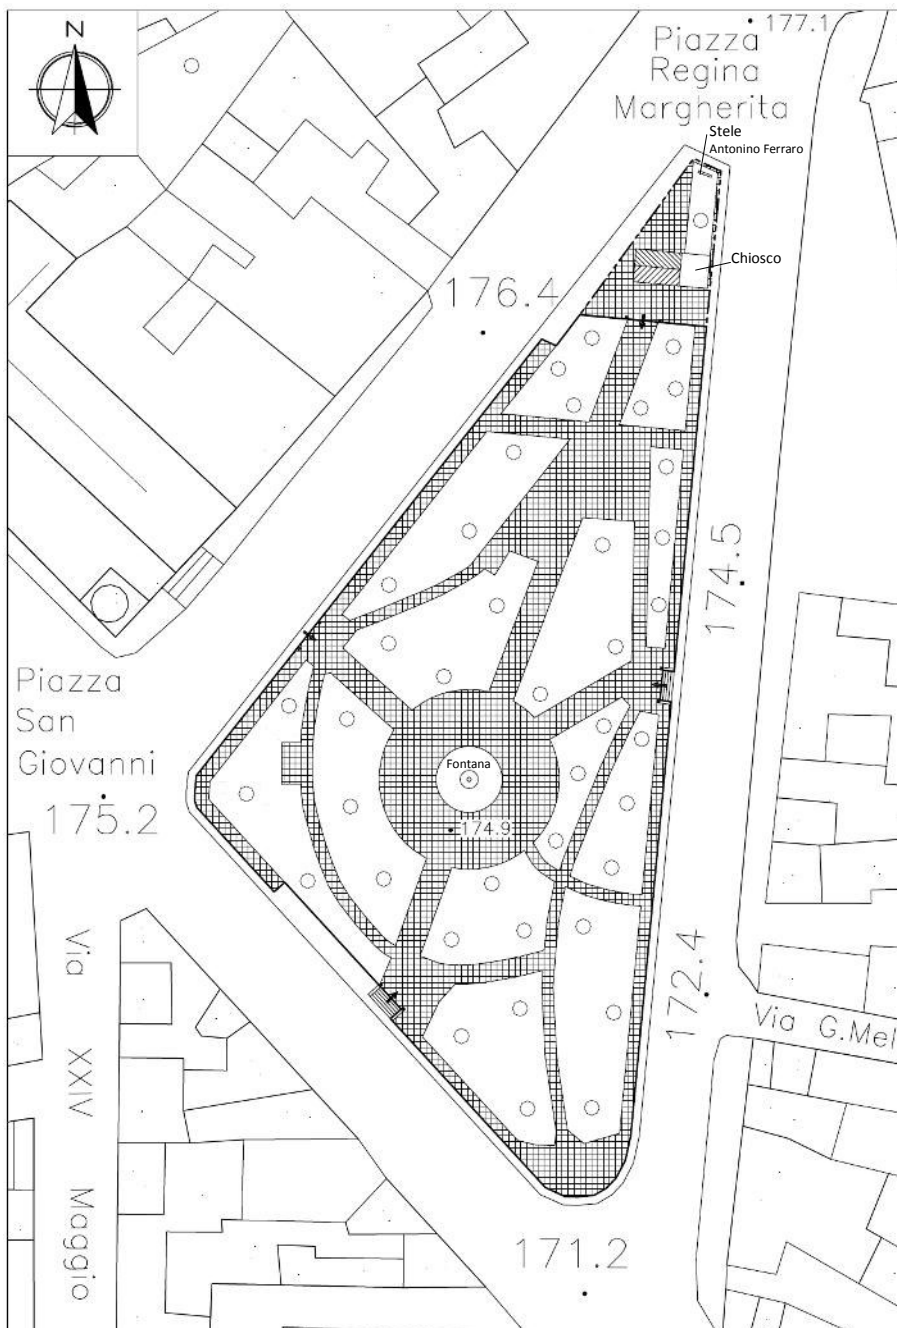 N
177.1
Piazza
Regina
Margherita
Stele
Antonino Ferraro
Chiosco
176.4
174.5
Piazza
San
Giovanni
175.2
Fontana
174.9
172.4
Via G.Mel
Via XXIV Maggio
171.2